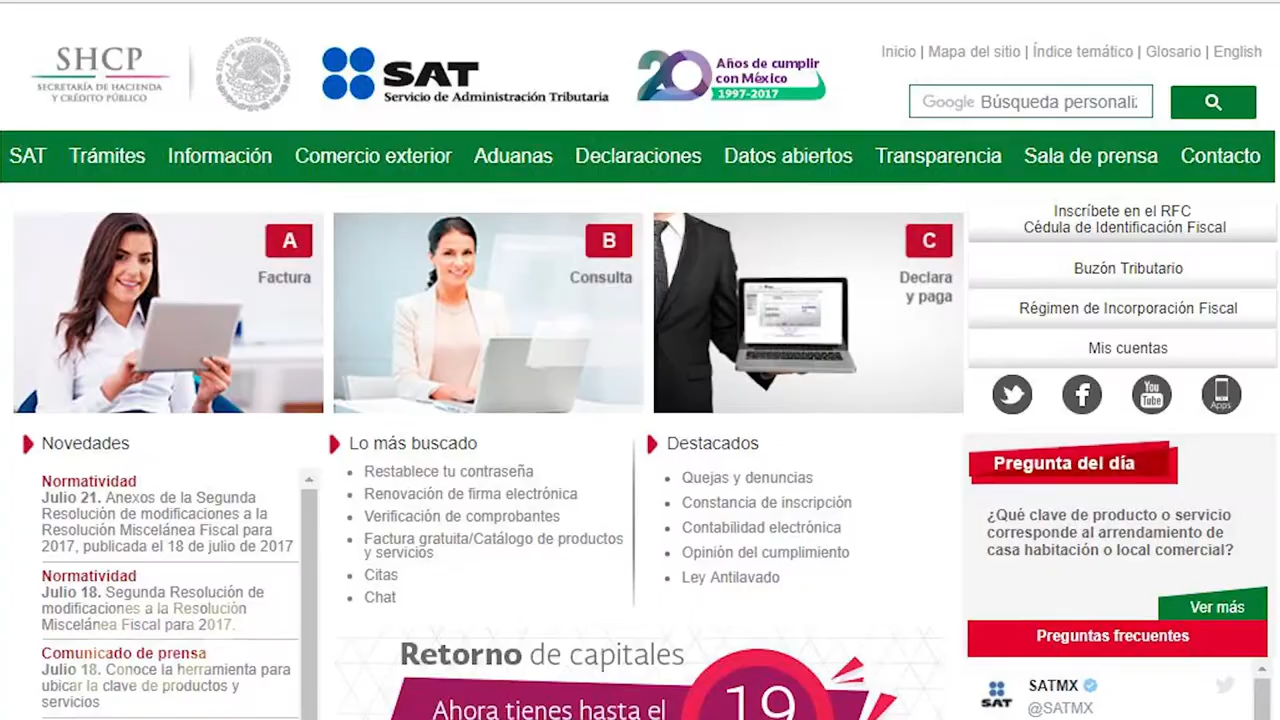 SHCP
SECRETARÍA DE HACIENDA
Y CRÉDITO PÚBLICO
ESTADOS UNIDOS MEXICANOS
SAT
Servicio de Administración Tributaria
20 Años de cumplir
con México
1997-2017
Inicio | Mapa del sitio | Índice temático | Glosario | English
Google Búsqueda personali
SAT Trámites Información Comercio exterior Aduanas Declaraciones Datos abiertos Transparencia Sala de prensa Contacto
A
Factura
B
Consulta
C
Declara
y paga
Inscríbete en el RFC
Cédula de Identificación Fiscal
Buzón Tributario
Régimen de Incorporación Fiscal
Mis cuentas
You
Tube
Apps
Novedades
Normatividad
Julio 21. Anexos de la Segunda
Resolución de modificaciones a la
Resolución Miscelánea Fiscal para
2017, publicada el 18 de julio de 2017
Normatividad
Julio 18. Segunda Resolución de
modificaciones a la Resolución
Miscelánea Fiscal para 2017.
Comunicado de prensa
Julio 18. Conoce la herramienta para
ubicar la clave de productos y
servicios
Lo más buscado
Restablece tu contraseña
Renovación de firma electrónica
Verificación de comprobantes
Factura gratuita/Catálogo de productos
y servicios
Citas
Chat
Destacados
Quejas y denuncias
Constancia de inscripción
Contabilidad electrónica
Opinión del cumplimiento
Ley Antilavado
Retorno de capitales
Ahora tienes hasta el
19
Pregunta del día
¿Qué clave de producto o servicio
corresponde al arrendamiento de
casa habitación o local comercial?
Ver más
Preguntas frecuentes
SAT
SATMX
@SATMX